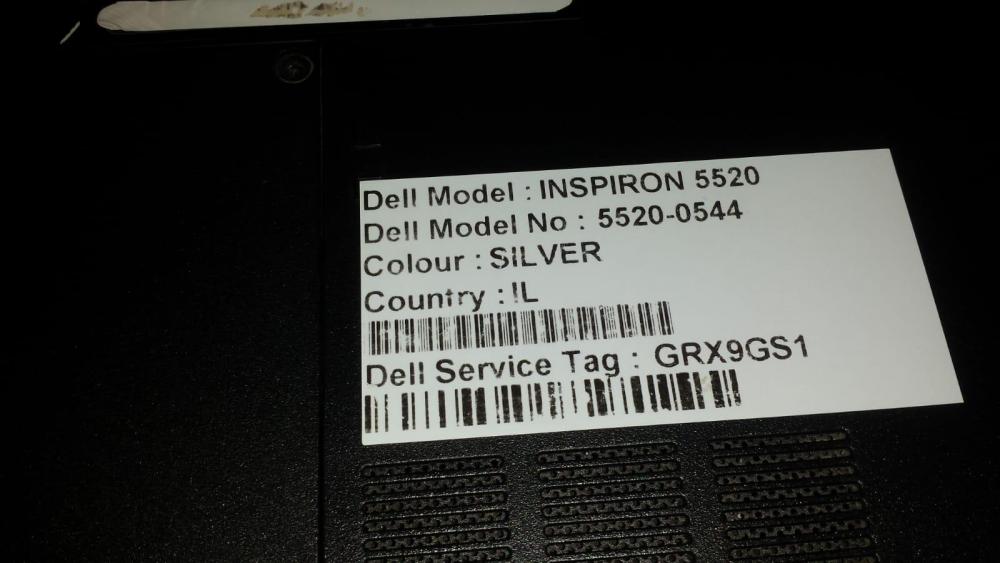 Dell Model : INSPIRON 5520
Dell Model No : 5520-0544
Colour : SILVER
Country : IL
Dell Service Tag : GRX9GS1